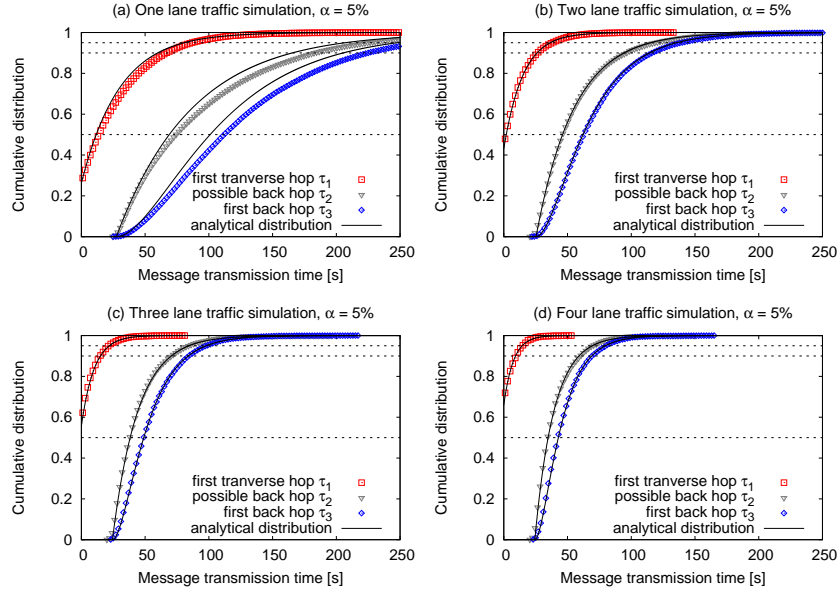 (a) One lane traffic simulation, α = 5%
Cumulative distribution
1
0.8
0.6
0.4
0.2
0
first tranverse hop τ1
possible back hop τ2
first back hop τ3
analytical distribution
0 50 100 150 200 250
Message transmission time [s]
(b) Two lane traffic simulation, α = 5%
Cumulative distribution
1
0.8
0.6
0.4
0.2
0
first tranverse hop τ1
possible back hop τ2
first back hop τ3
analytical distribution
0 50 100 150 200 250
Message transmission time [s]
(c) Three lane traffic simulation, α = 5%
Cumulative distribution
1
0.8
0.6
0.4
0.2
0
first tranverse hop τ1
possible back hop τ2
first back hop τ3
analytical distribution
0 50 100 150 200 250
Message transmission time [s]
(d) Four lane traffic simulation, α = 5%
Cumulative distribution
1
0.8
0.6
0.4
0.2
0
first tranverse hop τ1
possible back hop τ2
first back hop τ3
analytical distribution
0 50 100 150 200 250
Message transmission time [s]